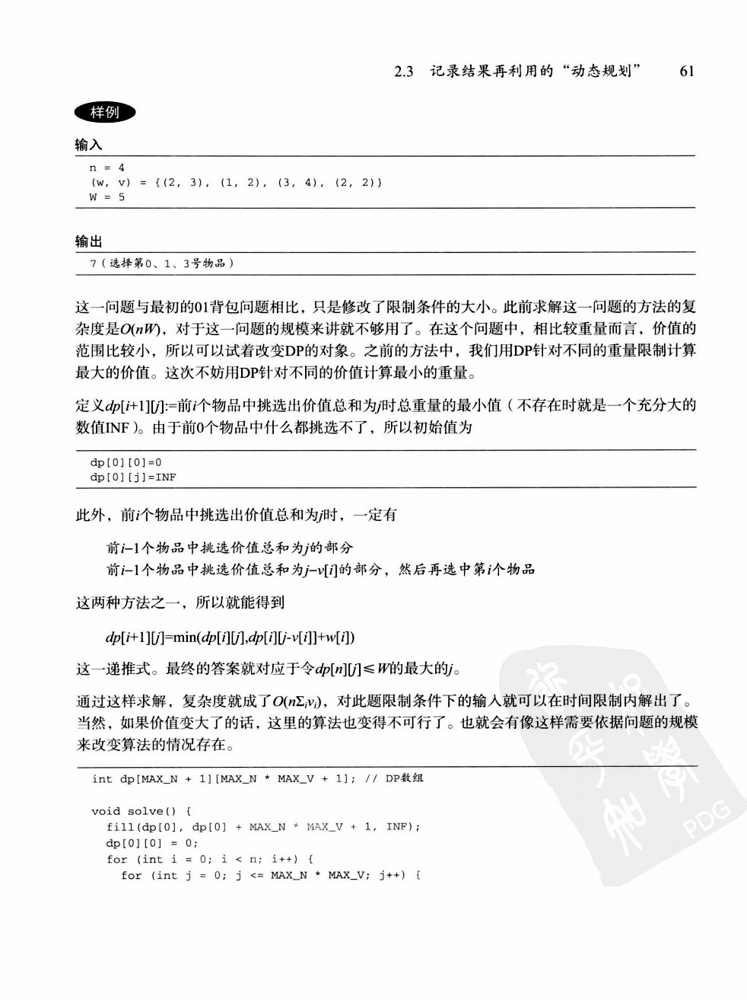 2.3 记录结果再利用的“动态规划” 61
样例
输入
n = 4
(w, v) = {(2, 3), (1, 2), (3, 4), (2, 2)}
W = 5
输出
7(选择第0、1、3号物品)
这一问题与最初的01背包问题相比，只是修改了限制条件的大小。此前求解这一问题的方法的复
杂度是O(nW)，对于这一问题的规模来讲就不够用了。在这个问题中，相比较重量而言，价值的
范围比较小，所以可以试着改变DP的对象。之前的方法中，我们用DP针对不同的重量限制计算
最大的价值。这次不妨用DP针对不同的价值计算最小的重量。
定义dp[i+1][j]:=前i个物品中挑选出价值总和为j时总重量的最小值（不存在时就是一个充分大的
数值INF）。由于前0个物品中什么都挑选不了，所以初始值为
dp[0][0]=0
dp[0][j]=INF
此外，前i个物品中挑选出价值总和为j时，一定有
前i–1个物品中挑选价值总和为j的部分
前i–1个物品中挑选价值总和为j–v[i]的部分，然后再选中第i个物品
这两种方法之一，所以就能得到
dp[i+1][j]=min(dp[i][j],dp[i][j-v[i]]+w[i])
这一递推式。最终的答案就对应于令dp[n][j]≤W的最大的j。
通过这样求解，复杂度就成了O(nΣᵢvᵢ)，对此题限制条件下的输入就可以在时间限制内解出了。
当然，如果价值变大了的话，这里的算法也变得不可行了。也就会有像这样需要依据问题的规模
来改变算法的情况存在。
int dp[MAX_N + 1][MAX_N * MAX_V + 1]; // DP数组
void solve() {
fill(dp[0], dp[0] + MAX_N * MAX_V + 1, INF);
dp[0][0] = 0;
for (int i = 0; i < n; i++) {
for (int j = 0; j <= MAX_N * MAX_V; j++) {
PDG